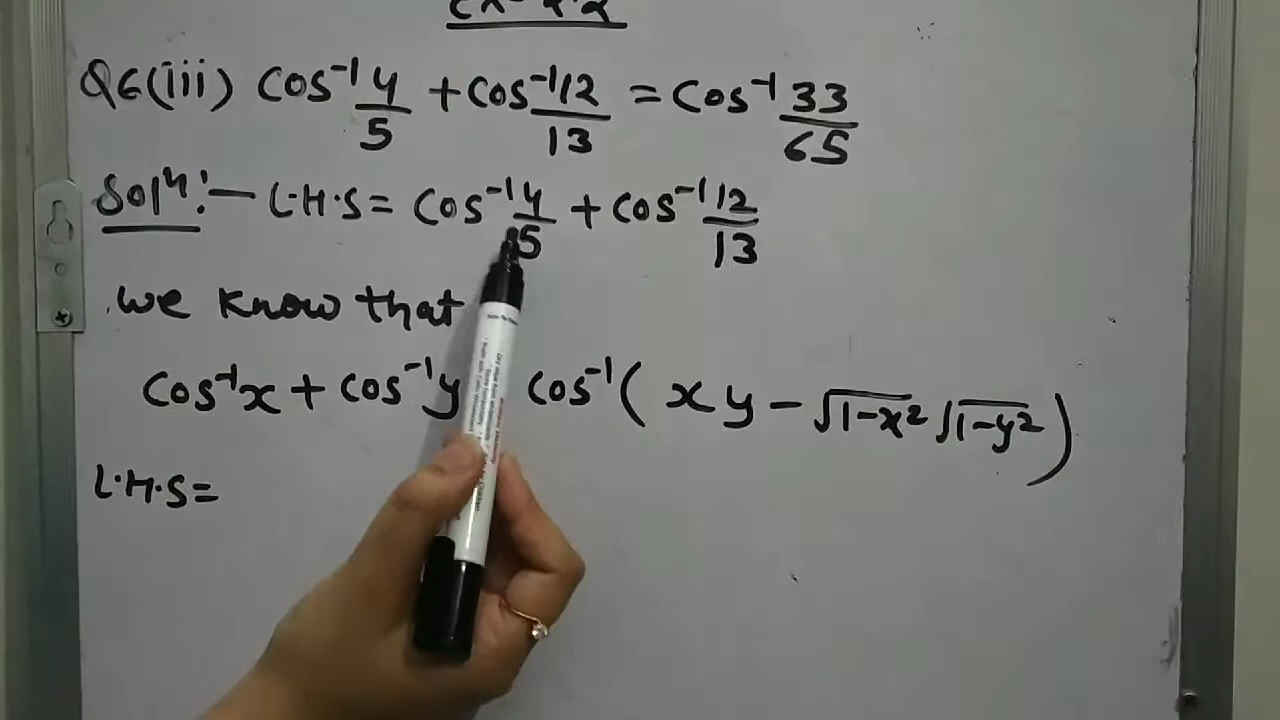 Q6(iii) Cos⁻¹ 4/5 + Cos⁻¹ 12/13 = Cos⁻¹ 33/65
Solⁿ:- L.H.S = Cos⁻¹ 4/5 + Cos⁻¹ 12/13
we know that
Cos⁻¹x + Cos⁻¹y Cos⁻¹( xy - √1-x² √1-y² )
L.H.S =